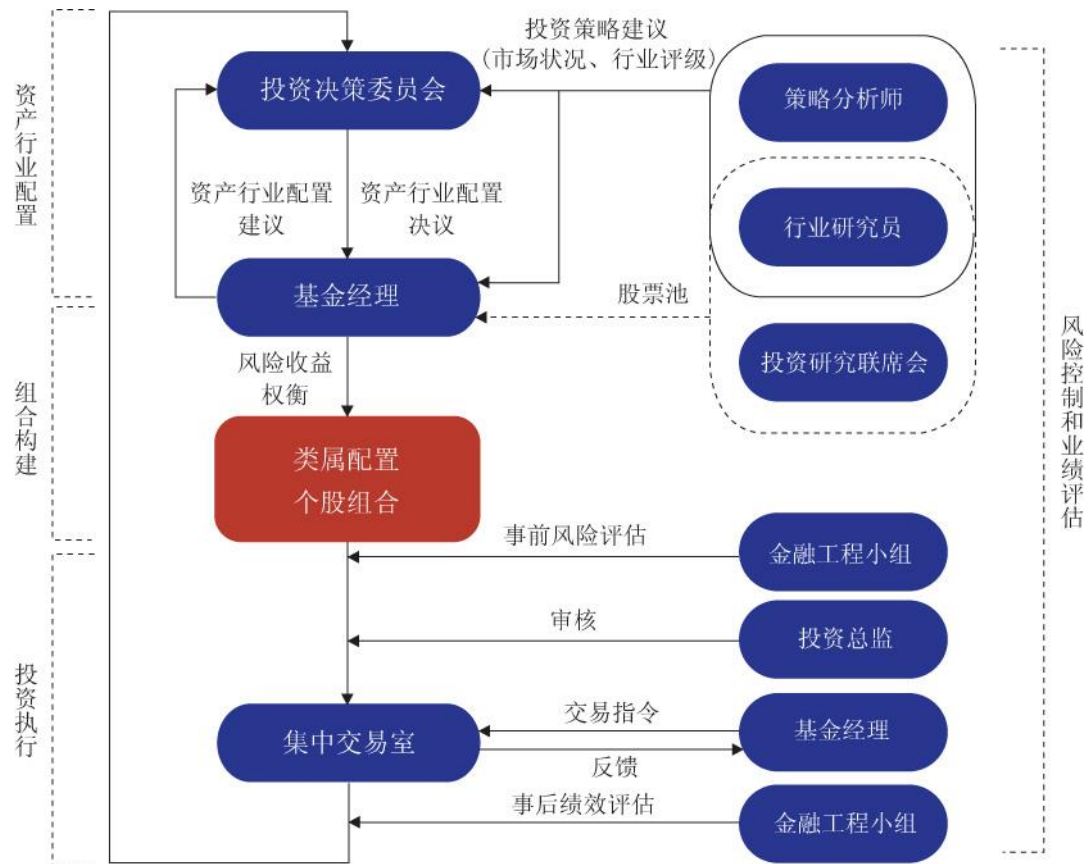 投资策略建议
(市场状况、行业评级)
投资决策委员会
策略分析师
资产行业配置
资产行业配置
建议
资产行业配置
决议
行业研究员
基金经理
股票池
投资研究联席会
风险收益
权衡
组合构建
类属配置
个股组合
风险控制和业绩评估
事前风险评估
金融工程小组
审核
投资总监
投资执行
集中交易室
交易指令
反馈
基金经理
事后绩效评估
金融工程小组